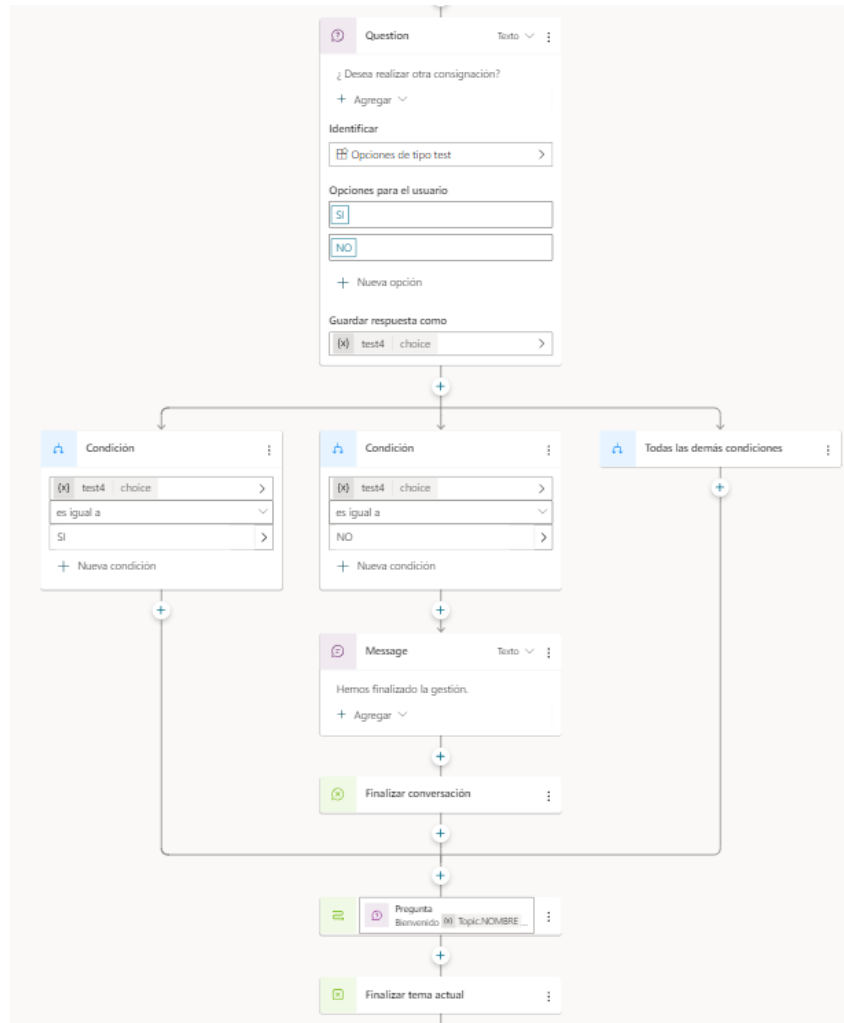 Question
Texto
¿ Desea realizar otra consignación?
+ Agregar
Identificar
Opciones de tipo test
Opciones para el usuario
SI
NO
+ Nueva opción
Guardar respuesta como
{x} test4 choice
Condición
{x} test4 choice
es igual a
SI
+ Nueva condición
Condición
{x} test4 choice
es igual a
NO
+ Nueva condición
Todas las demás condiciones
Message
Texto
Hemos finalizado la gestión.
+ Agregar
Finalizar conversación
Pregunta
Bienvenido {x} Topic.NOMBRE ...
Finalizar tema actual